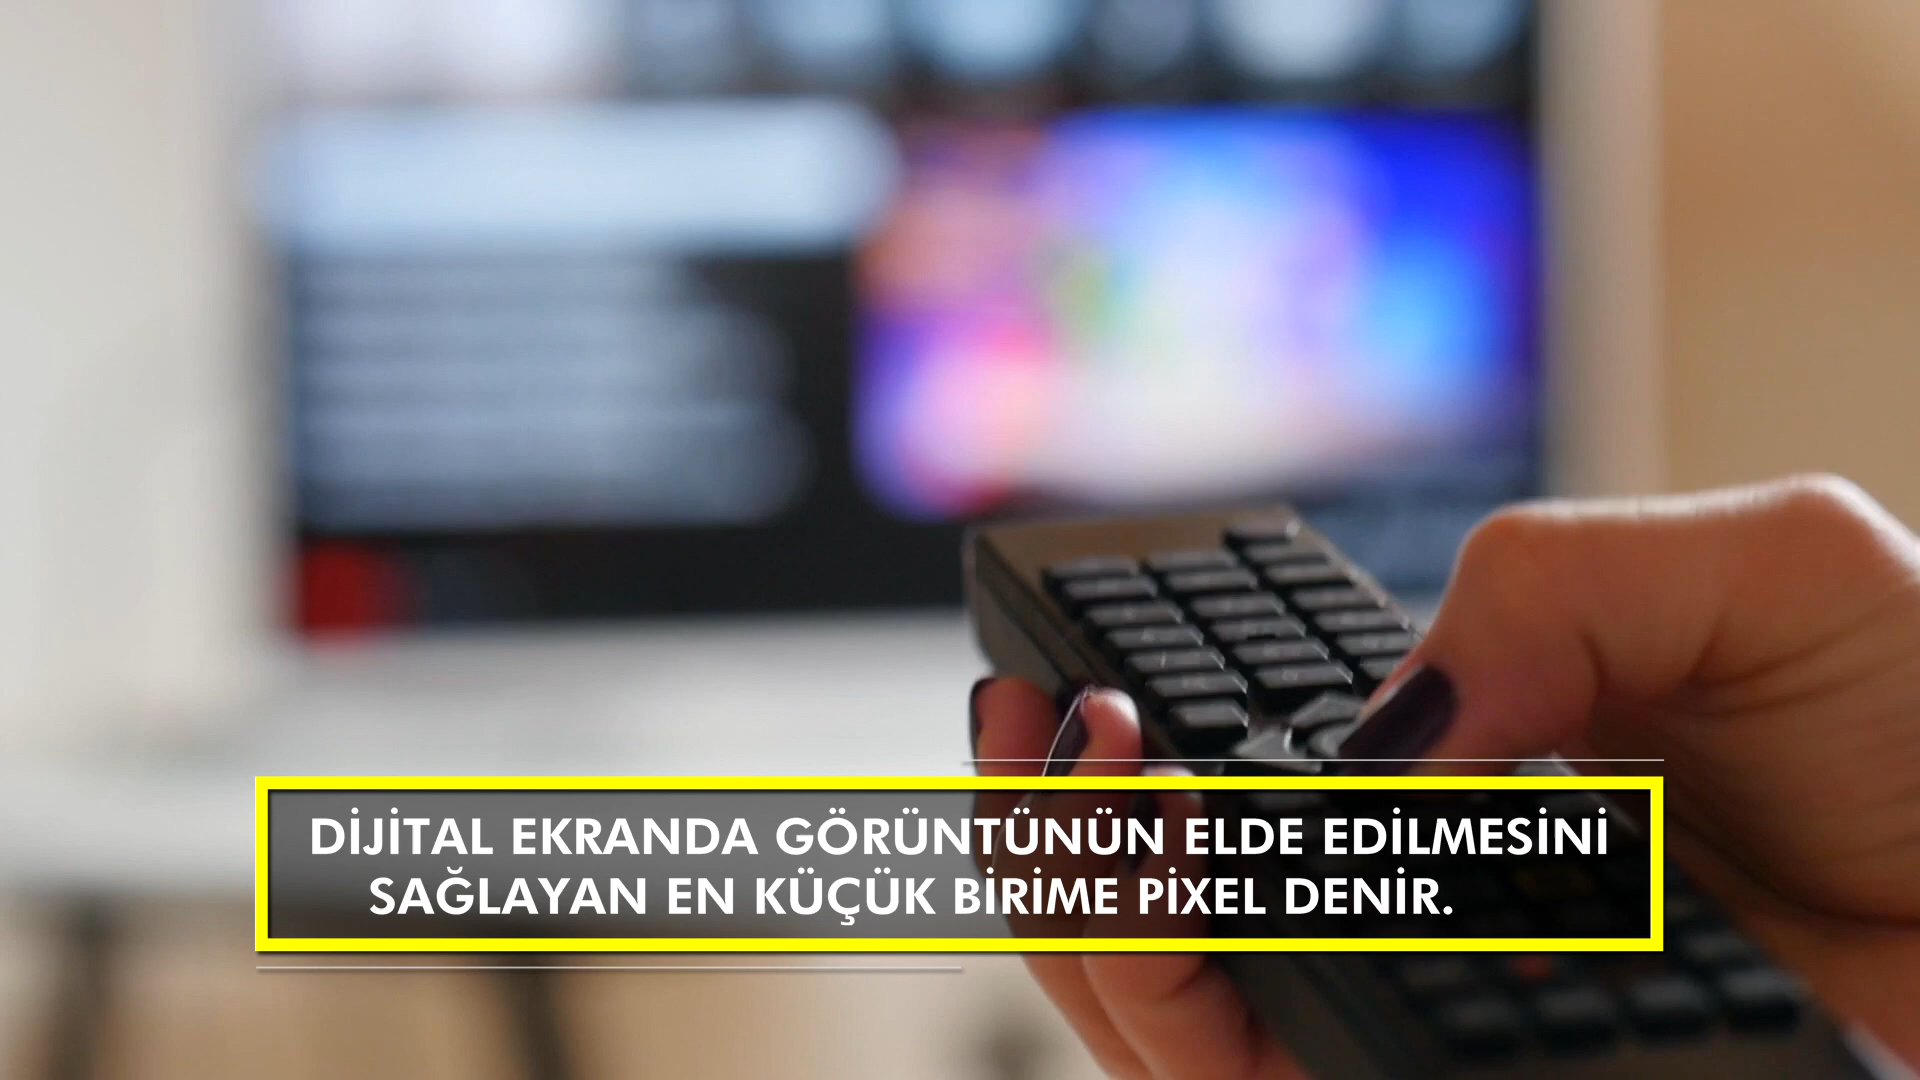 DİJİTAL EKRANDA GÖRÜNTÜNÜN ELDE EDİLMESİNİ
SAĞLAYAN EN KÜÇÜK BİRİME PİXEL DENİR.